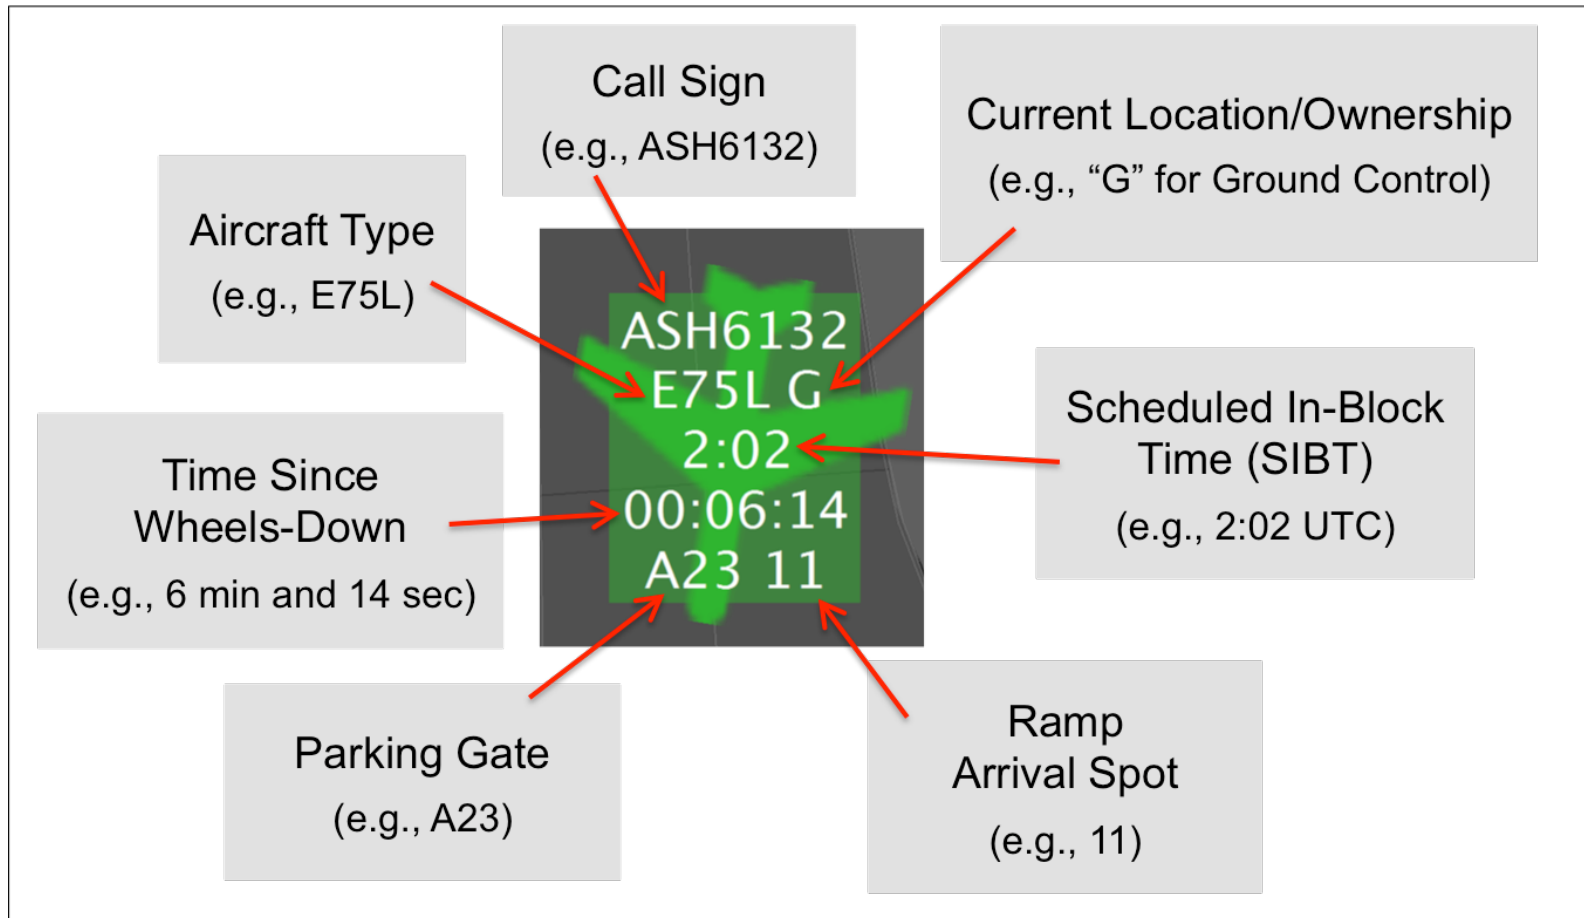 Call Sign
(e.g., ASH6132)
Current Location/Ownership
(e.g., “G” for Ground Control)
Aircraft Type
(e.g., E75L)
ASH6132
E75L G
2:02
00:06:14
A23 11
Scheduled In-Block
Time (SIBT)
(e.g., 2:02 UTC)
Time Since
Wheels-Down
(e.g., 6 min and 14 sec)
Parking Gate
(e.g., A23)
Ramp
Arrival Spot
(e.g., 11)